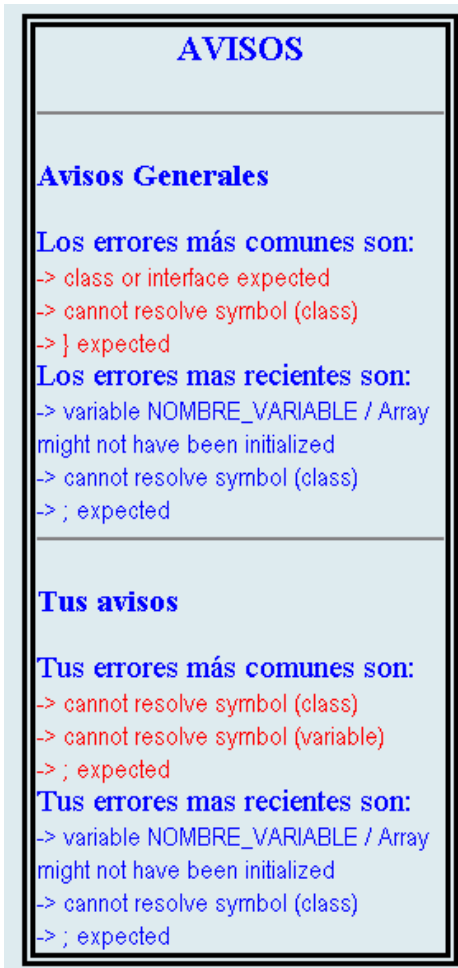 AVISOS
Avisos Generales
Los errores más comunes son:
-> class or interface expected
-> cannot resolve symbol (class)
-> } expected
Los errores mas recientes son:
-> variable NOMBRE_VARIABLE / Array
might not have been initialized
-> cannot resolve symbol (class)
-> ; expected
Tus avisos
Tus errores más comunes son:
-> cannot resolve symbol (class)
-> cannot resolve symbol (variable)
-> ; expected
Tus errores mas recientes son:
-> variable NOMBRE_VARIABLE / Array
might not have been initialized
-> cannot resolve symbol (class)
-> ; expected